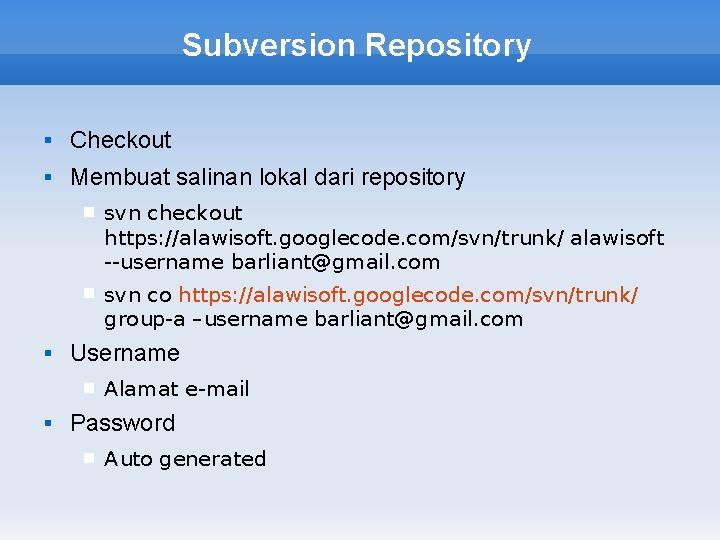 Subversion Repository
Checkout
Membuat salinan lokal dari repository
svn checkout
https: //alawisoft. googlecode. com/svn/trunk/ alawisoft
--username barliant@gmail. com
svn co https: //alawisoft. googlecode. com/svn/trunk/
group-a –username barliant@gmail. com
Username
Alamat e-mail
Password
Auto generated